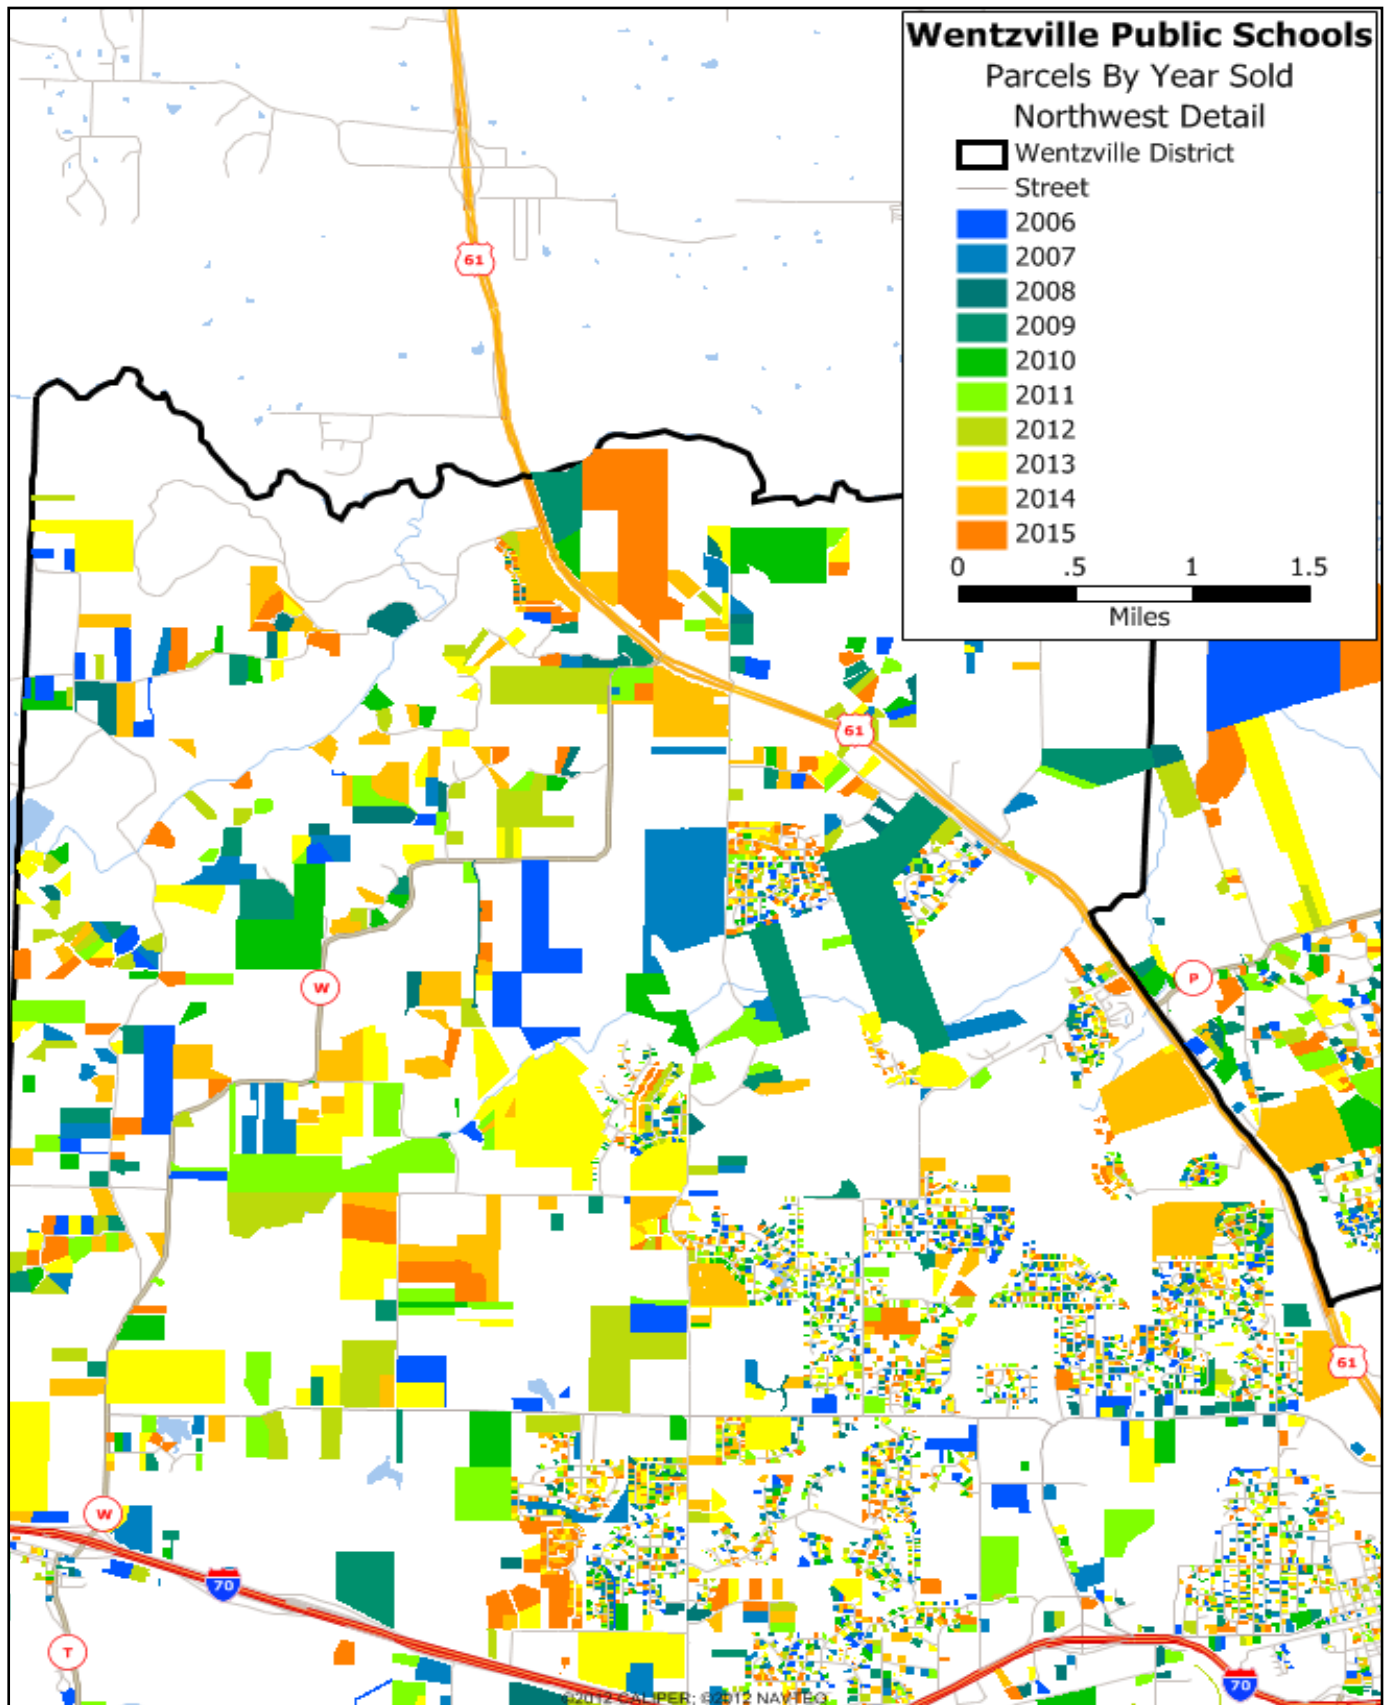 Wentzville Public Schools
Parcels By Year Sold
Northwest Detail
Wentzville District
Street
2006
2007
2008
2009
2010
2011
2012
2013
2014
2015
0 .5 1 1.5
Miles
61
61
P
W
61
W
70
T
70
©2012 CALIPER; ©2012 NAVTEQ